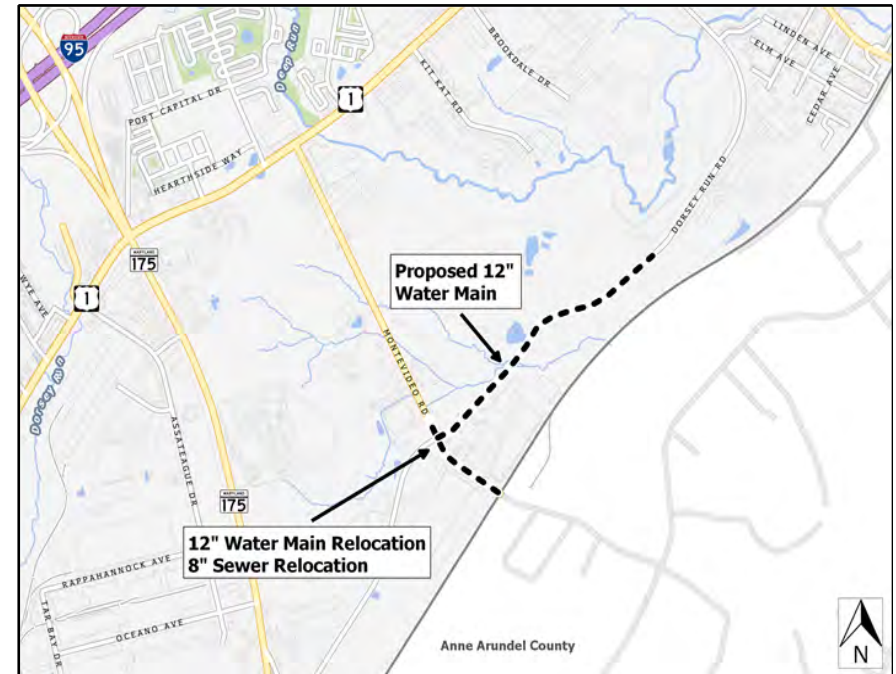 INTERSTATE
95
PORT CAPITAL DR
Deep Run
1
KIT KAT RD
BROOKDALE DR
LINDEN AVE
ELM AVE
CEDAR AVE
HEARTHSIDE WAY
DORSEY RUN RD
MARYLAND
175
Proposed 12"
Water Main
WYE AVE
1
Dorsey Run
MONTEVIDEO RD
ASSATEAGUE DR
175
12" Water Main Relocation
8" Sewer Relocation
RAPPAHANNOCK AVE
TAR BAY DR
OCEANO AVE
Anne Arundel County
N